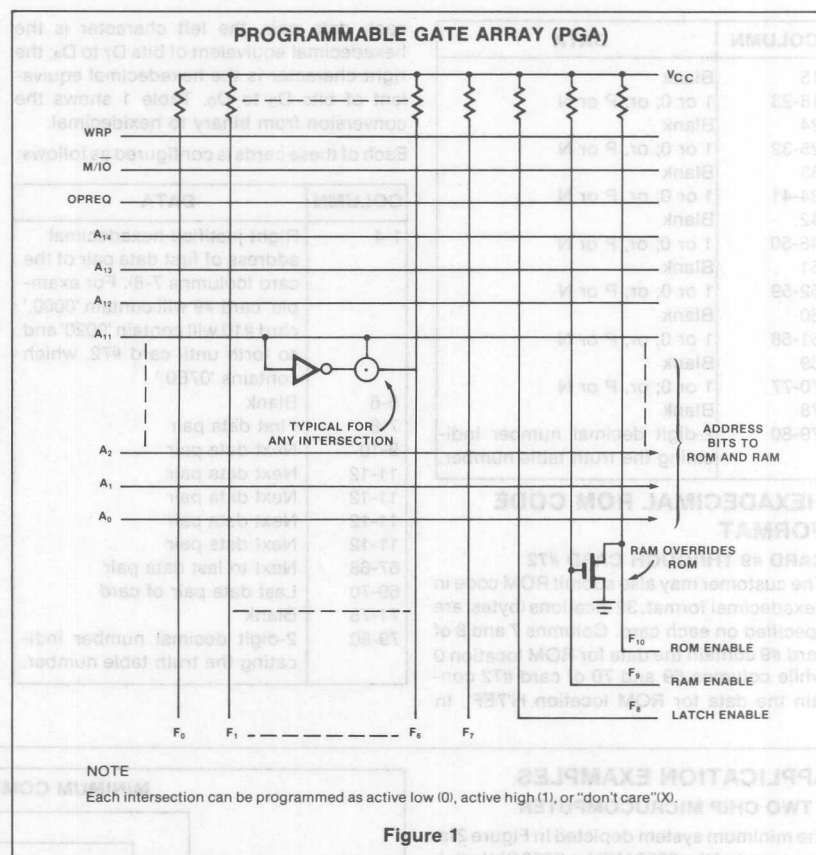 PROGRAMMABLE GATE ARRAY (PGA)
VCC
WRP
M/I̅O̅
OPREQ
A14
A13
A12
A11
TYPICAL FOR
ANY INTERSECTION
ADDRESS
BITS TO
ROM AND RAM
A2
A1
A0
RAM OVERRIDES
ROM
F10
ROM ENABLE
F9
RAM ENABLE
F8
LATCH ENABLE
F0
F1
F6
F7
NOTE
Each intersection can be programmed as active low (0), active high (1), or "don't care"(X).
Figure 1